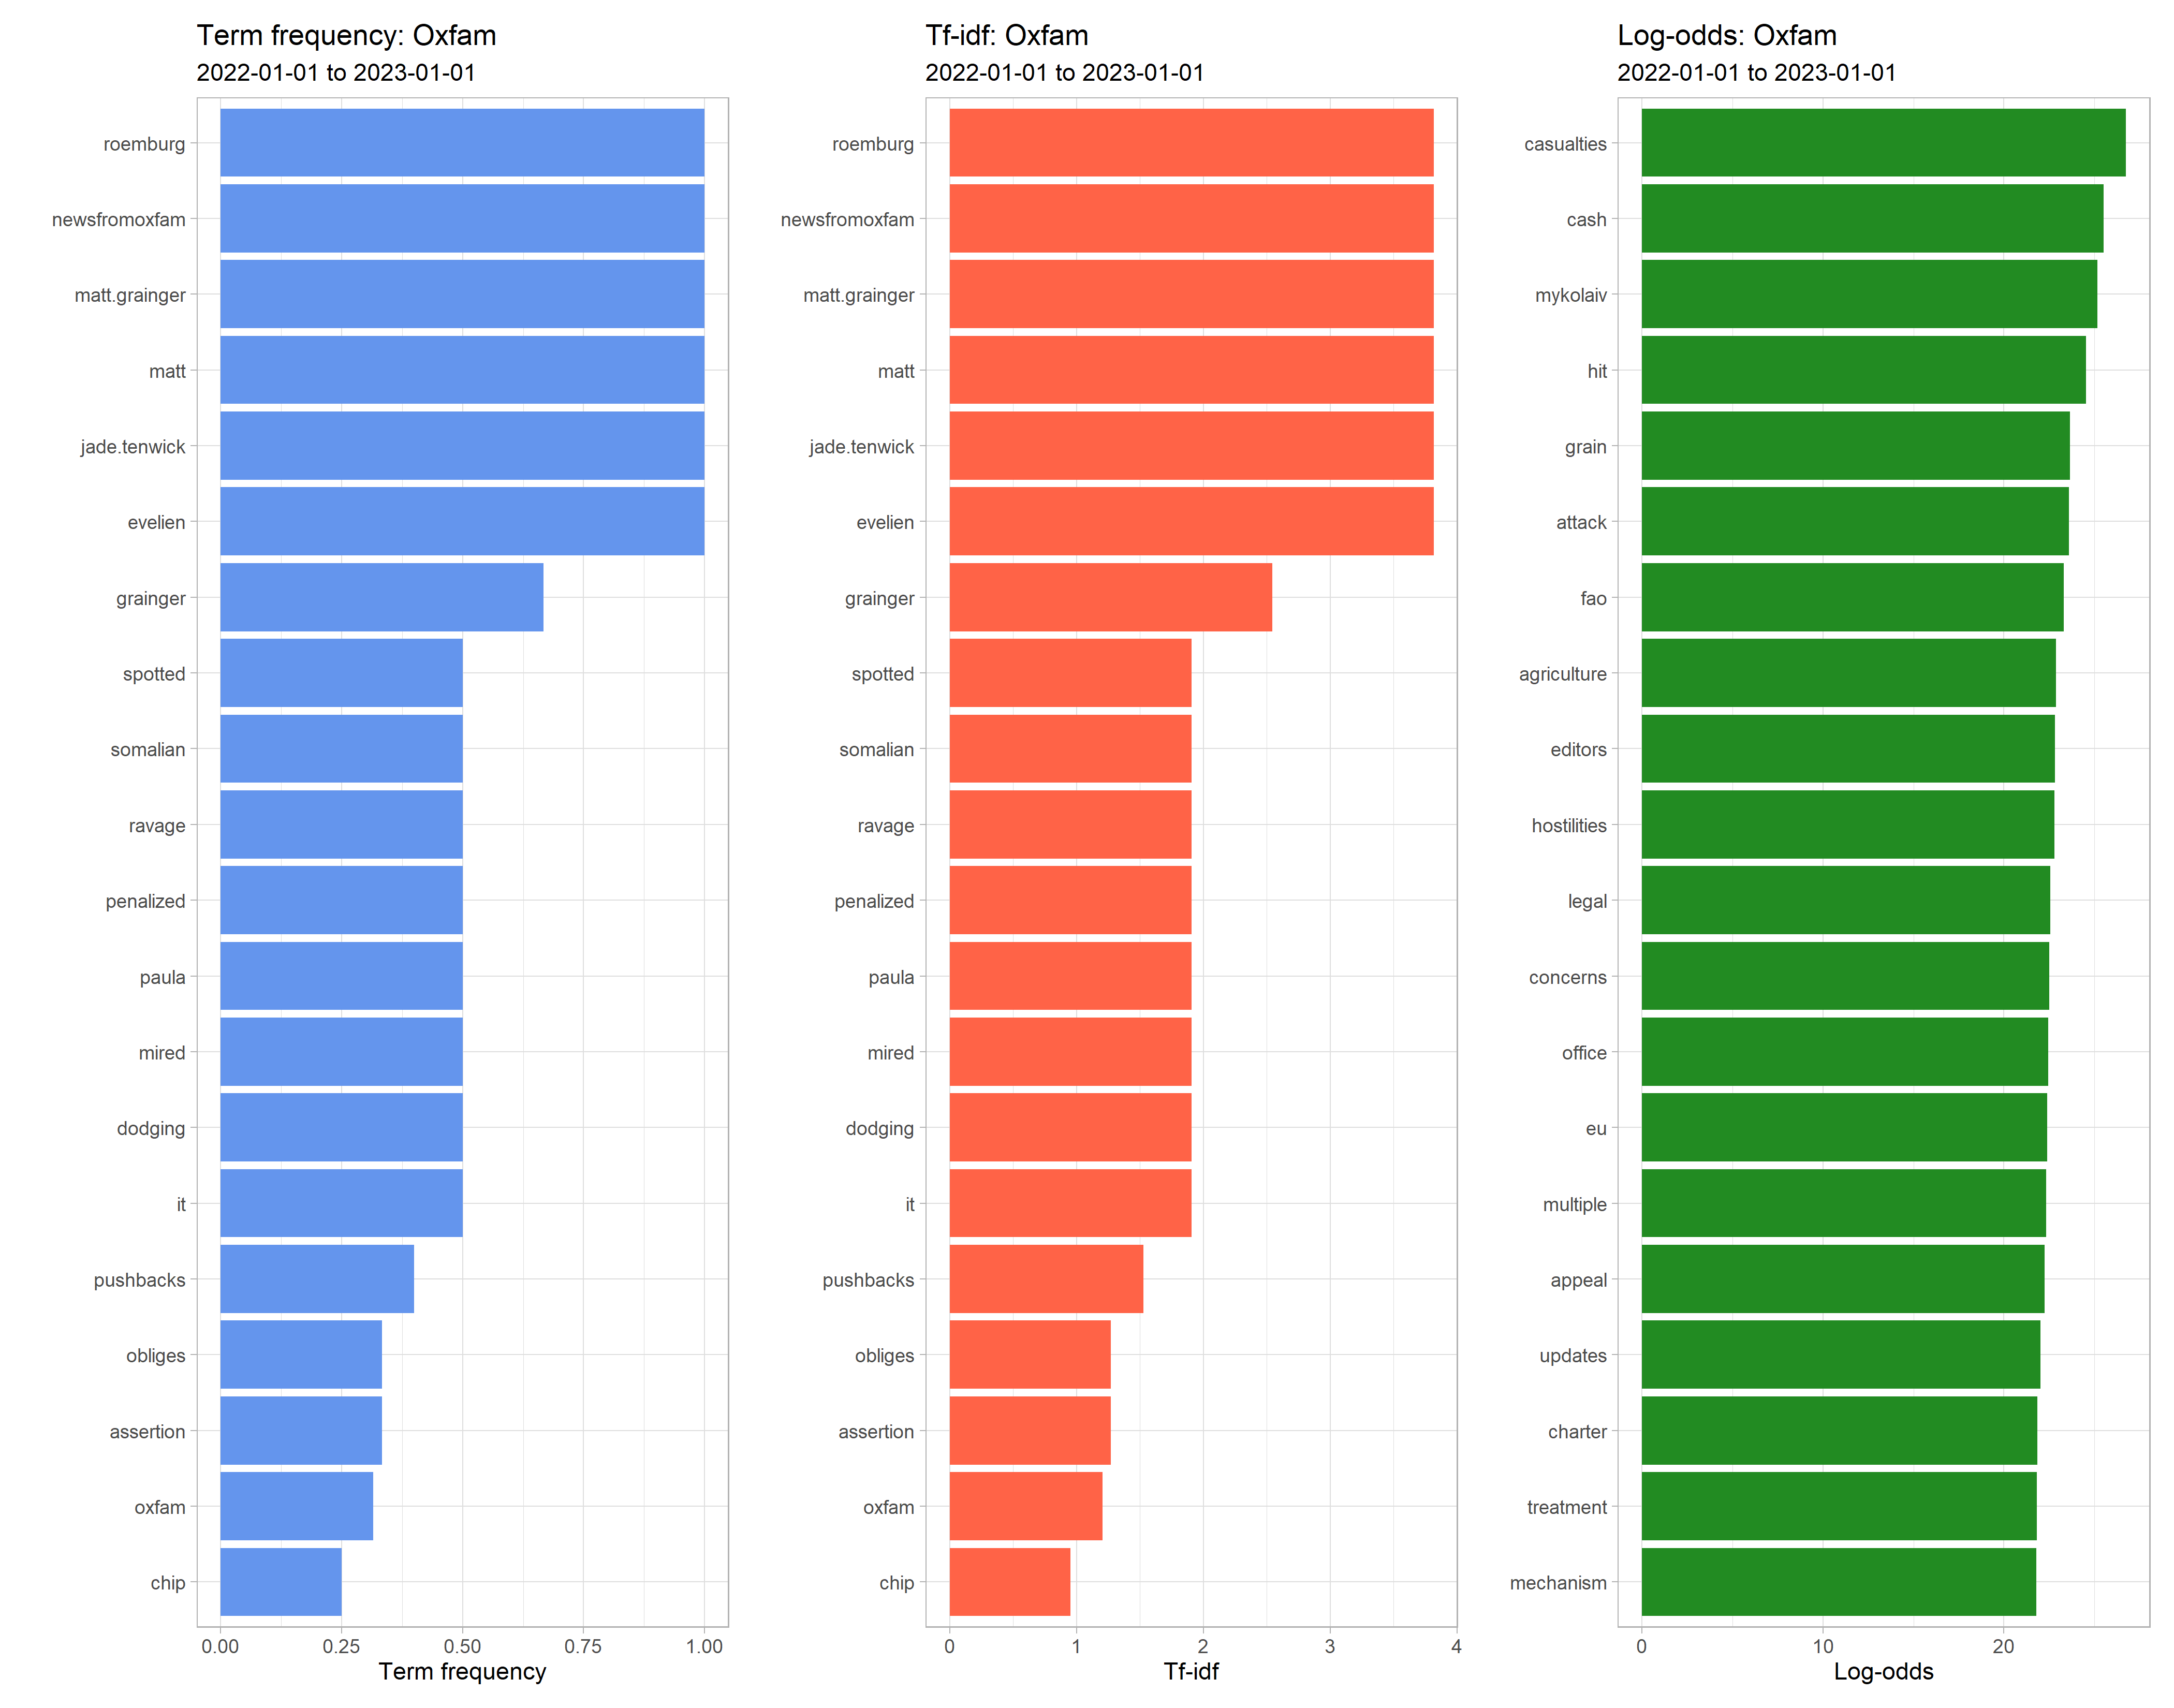 Term frequency: Oxfam
2022-01-01 to 2023-01-01
roemburg
newsfromoxfam
matt.grainger
matt
jade.tenwick
evelien
grainger
spotted
somalian
ravage
penalized
paula
mired
dodging
it
pushbacks
obliges
assertion
oxfam
chip
0.00 0.25 0.50 0.75 1.00
Term frequency
Tf-idf: Oxfam
2022-01-01 to 2023-01-01
roemburg
newsfromoxfam
matt.grainger
matt
jade.tenwick
evelien
grainger
spotted
somalian
ravage
penalized
paula
mired
dodging
it
pushbacks
obliges
assertion
oxfam
chip
0 1 2 3 4
Tf-idf
Log-odds: Oxfam
2022-01-01 to 2023-01-01
casualties
cash
mykolaiv
hit
grain
attack
fao
agriculture
editors
hostilities
legal
concerns
office
eu
multiple
appeal
updates
charter
treatment
mechanism
0 10 20
Log-odds